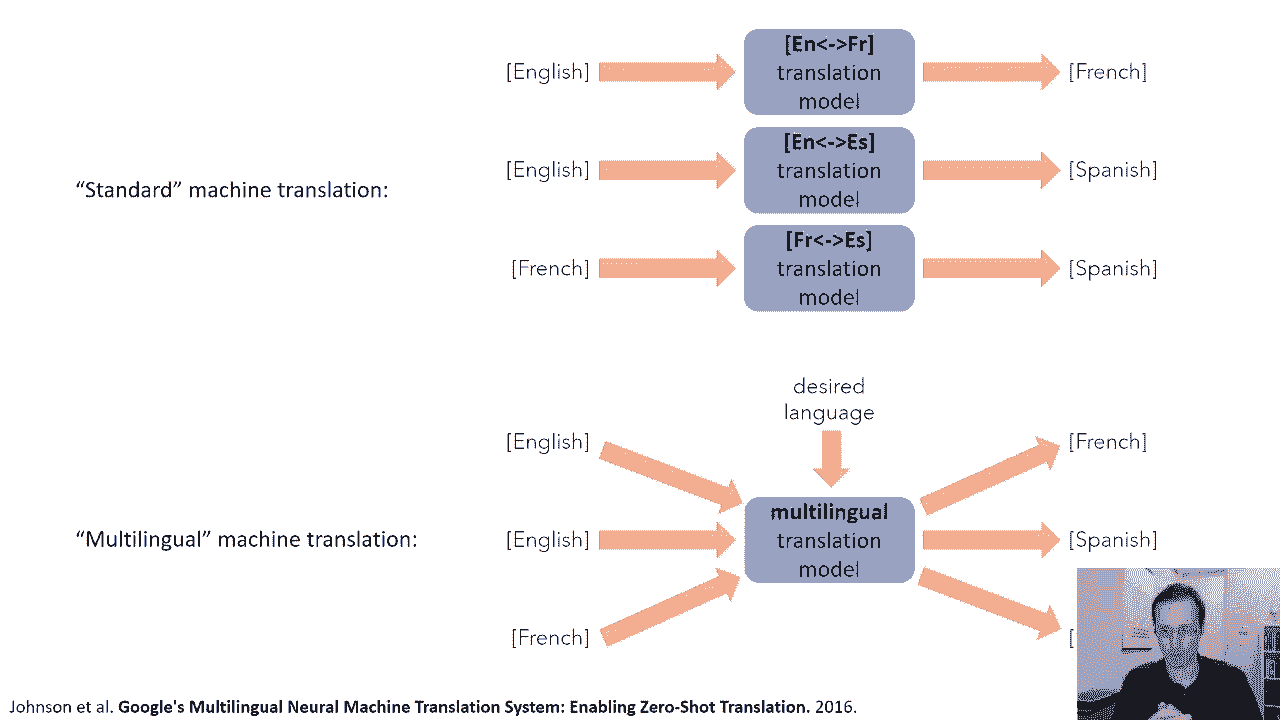 [En<->Fr]
[English]
translation
[French]
model
[En<->Es]
[English]
translation
[Spanish]
model
“Standard” machine translation:
[Fr<->Es]
[French]
translation
[Spanish]
model
desired
language
[English]
[French]
multilingual
“Multilingual” machine translation:
[English]
translation
[Spanish]
model
[French]
[
Johnson et al. Google's Multilingual Neural Machine Translation System: Enabling Zero-Shot Translation. 2016.